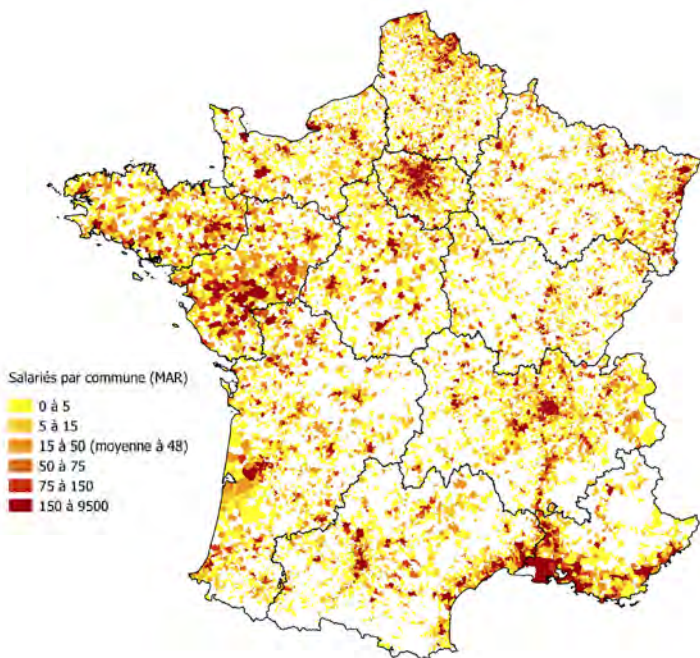 Salariés par commune (MAR)
0 à 5
5 à 15
15 à 50 (moyenne à 48)
50 à 75
75 à 150
150 à 9500